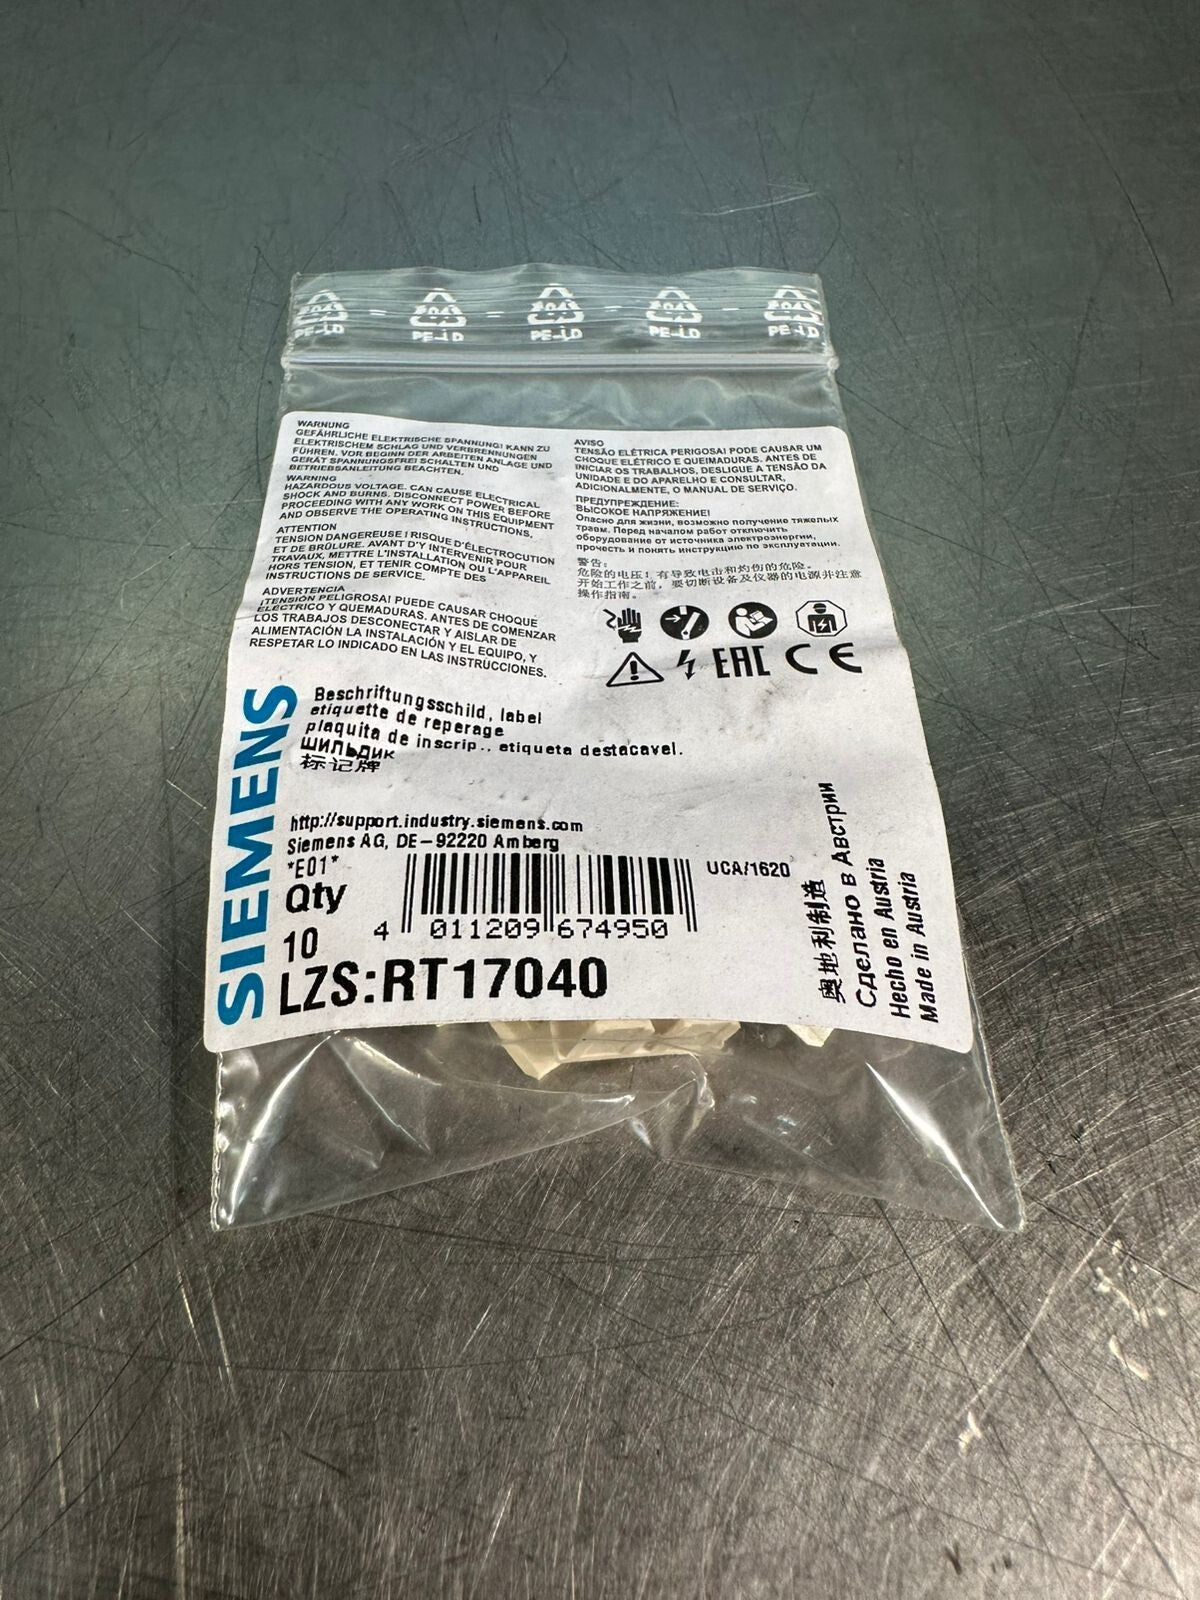 PE-LD PE-LD PE-LD PE-LD PE-LD
WARNUNG
GEFÄHRLICHE ELEKTRISCHE SPANNUNG! KANN ZU
ELEKTRISCHEM SCHLAG UND VERBRENNUNGEN
FÜHREN. VOR BEGINN DER ARBEITEN ANLAGE UND
GERÄT SPANNUNGSFREI SCHALTEN UND
BETRIEBSANLEITUNG BEACHTEN.
WARNING
HAZARDOUS VOLTAGE. CAN CAUSE ELECTRICAL
SHOCK AND BURNS. DISCONNECT POWER BEFORE
PROCEEDING WITH ANY WORK ON THIS EQUIPMENT
AND OBSERVE THE OPERATING INSTRUCTIONS,
ATTENTION
TENSION DANGEREUSE ! RISQUE D'ÉLECTROCUTION
ET DE BRÛLURE. AVANT D'Y INTERVENIR POUR
TRAVAUX, METTRE L'INSTALLATION OU L'APPAREIL
HORS TENSION, ET TENIR COMPTE DES
INSTRUCTIONS DE SERVICE.
ADVERTENCIA
¡TENSIÓN PELIGROSA! PUEDE CAUSAR CHOQUE
ELÉCTRICO Y QUEMADURAS. ANTES DE COMENZAR
LOS TRABAJOS DESCONECTAR Y AISLAR DE
ALIMENTACIÓN LA INSTALACIÓN Y EL EQUIPO, Y
RESPETAR LO INDICADO EN LAS INSTRUCCIONES.
AVISO
TENSÃO ELÉTRICA PERIGOSA! PODE CAUSAR UM
CHOQUE ELÉTRICO E QUEIMADURAS. ANTES DE
INICIAR OS TRABALHOS, DESLIGUE A TENSÃO DA
UNIDADE E DO APARELHO E CONSULTAR,
ADICIONALMENTE, O MANUAL DE SERVIÇO.
ПРЕДУПРЕЖДЕНИЕ:
ВЫСОКОЕ НАПРЯЖЕНИЕ!
Опасно для жизни, возможно получение тяжелых
травм. Перед началом работ отключить
оборудование от источника электроэнергии,
прочесть и понять инструкцию по эксплуатации.
警告:
危险的电压! 有导致电击和灼伤的危险。
开始工作之前, 要切断设备及仪器的电源并注意
操作指南。
EAC CE
SIEMENS
Beschriftungsschild, label
etiquette de reperage
plaquita de inscrip., etiqueta destacavel.
шильдик
标记牌
http://support.industry.siemens.com
Siemens AG, DE-92220 Amberg
*E01*
UCA/1620
Qty
10
4 011209 674950
LZS:RT17040
奥地利制造
Сделано в Австрии
Hecho en Austria
Made in Austria